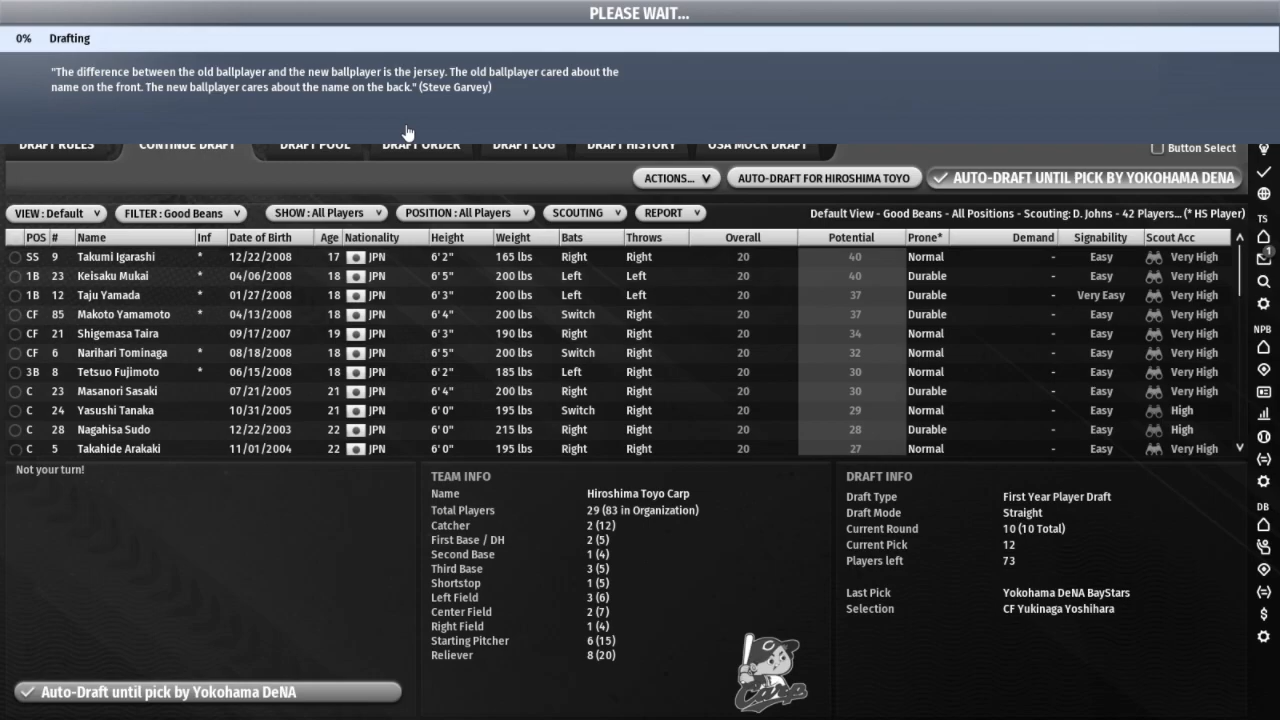 PLEASE WAIT...
0% Drafting
"The difference between the old ballplayer and the new ballplayer is the jersey. The old ballplayer cared about the
name on the front. The new ballplayer cares about the name on the back." (Steve Garvey)
DRAFT RULES CONTINUE DRAFT DRAFT POOL DRAFT ORDER DRAFT LOG DRAFT HISTORY USA MOCK DRAFT Button Select
ACTIONS... AUTO-DRAFT FOR HIROSHIMA TOYO AUTO-DRAFT UNTIL PICK BY YOKOHAMA DENA
VIEW : Default FILTER : Good Beans SHOW : All Players POSITION : All Players SCOUTING REPORT Default View - Good Beans - All Positions - Scouting: D. Johns - 42 Players... (* HS Player)
POS # Name Inf Date of Birth Age Nationality Height Weight Bats Throws Overall Potential Prone* Demand Signability Scout Acc
SS 9 Takumi Igarashi * 12/22/2008 17 JPN 6' 2" 165 lbs Right Right 20 40 Normal - Easy Very High
1B 23 Keisaku Mukai * 04/06/2008 18 JPN 6' 5" 200 lbs Left Left 20 40 Durable - Easy Very High
1B 12 Taju Yamada * 01/27/2008 18 JPN 6' 3" 200 lbs Left Left 20 37 Durable - Very Easy Very High
CF 85 Makoto Yamamoto * 04/13/2008 18 JPN 6' 4" 200 lbs Switch Right 20 37 Durable - Easy Very High
CF 21 Shigemasa Taira 09/17/2007 19 JPN 6' 3" 190 lbs Right Right 20 34 Normal - Easy Very High
CF 6 Narihari Tominaga * 08/18/2008 18 JPN 6' 5" 200 lbs Switch Right 20 32 Normal - Easy Very High
3B 8 Tetsuo Fujimoto * 06/15/2008 18 JPN 6' 2" 185 lbs Left Right 20 30 Normal - Easy Very High
C 23 Masanori Sasaki 07/21/2005 21 JPN 6' 4" 200 lbs Right Right 20 30 Durable - Easy Very High
C 24 Yasushi Tanaka 10/31/2005 21 JPN 6' 0" 195 lbs Switch Right 20 29 Normal - Easy High
C 28 Nagahisa Sudo 12/22/2003 22 JPN 6' 0" 215 lbs Right Right 20 28 Durable - Easy High
C 5 Takahide Arakaki 11/01/2004 22 JPN 6' 0" 195 lbs Right Right 20 27 Normal - Easy Very High
Not your turn!
Auto-Draft until pick by Yokohama DeNA
TEAM INFO
Name Hiroshima Toyo Carp
Total Players 29 (83 in Organization)
Catcher 2 (12)
First Base / DH 2 (5)
Second Base 1 (4)
Third Base 3 (5)
Shortstop 1 (5)
Left Field 3 (6)
Center Field 2 (7)
Right Field 1 (4)
Starting Pitcher 6 (15)
Reliever 8 (20)
Carp
DRAFT INFO
Draft Type First Year Player Draft
Draft Mode Straight
Current Round 10 (10 Total)
Current Pick 12
Players left 73
Last Pick Yokohama DeNA BayStars
Selection CF Yukinaga Yoshihara
TS
1
NPB
DB